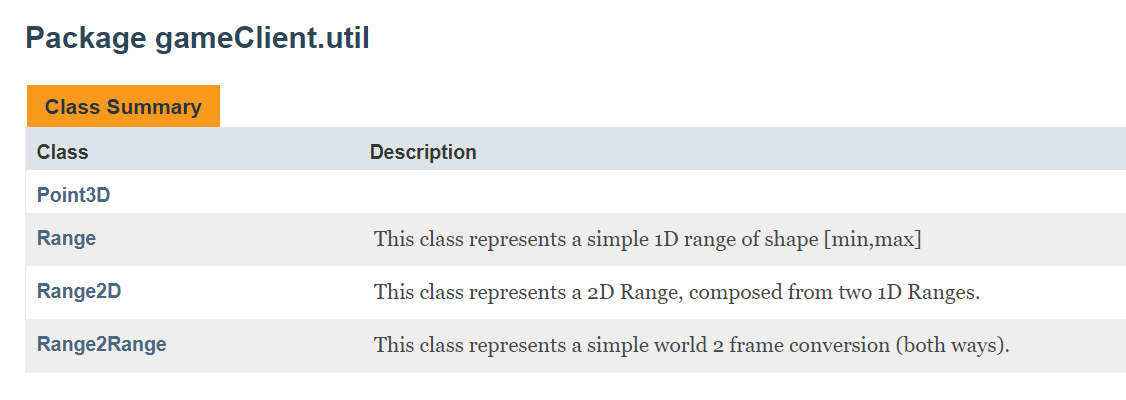 Package gameClient.util
Class Summary
Class Description
Point3D
Range This class represents a simple 1D range of shape [min,max]
Range2D This class represents a 2D Range, composed from two 1D Ranges.
Range2Range This class represents a simple world 2 frame conversion (both ways).